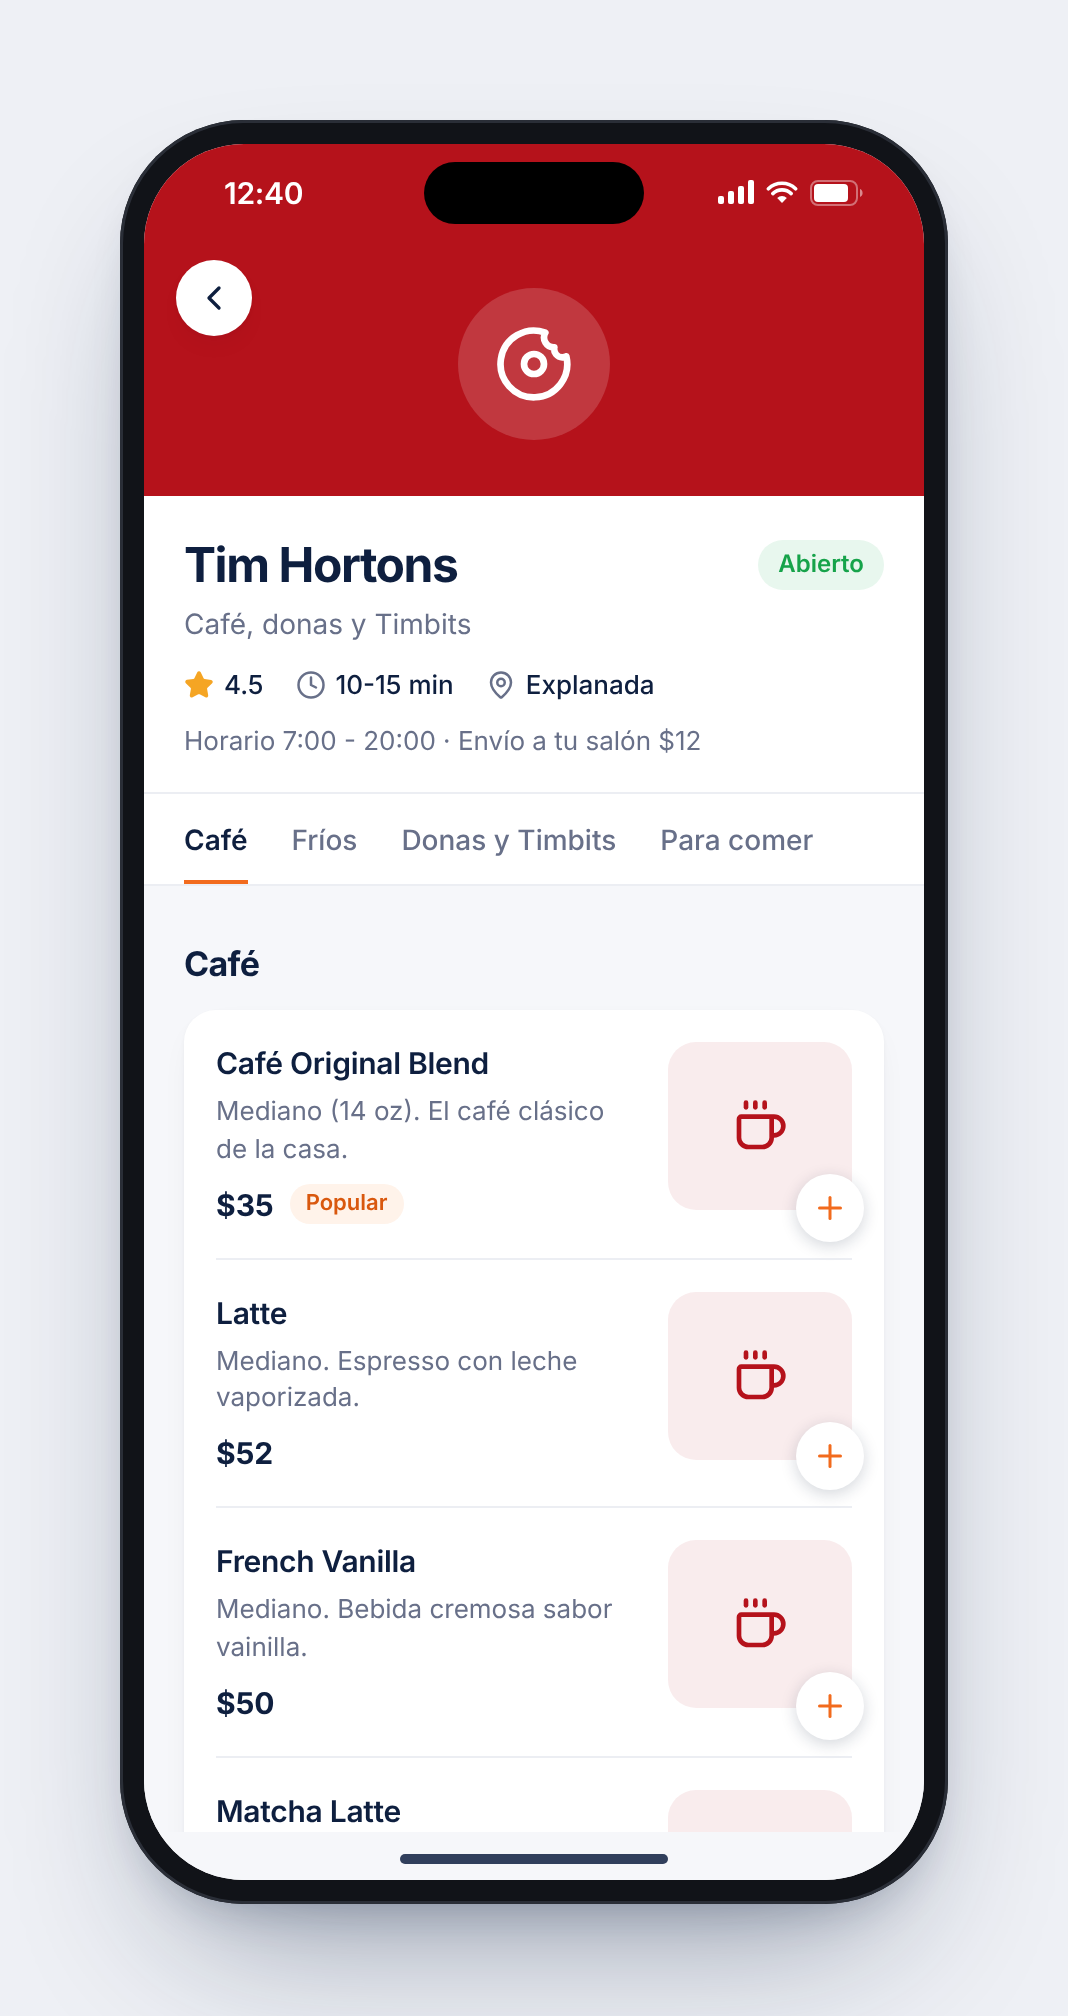 12:40
Tim Hortons
Abierto
Café, donas y Timbits
4.5 10-15 min Explanada
Horario 7:00 - 20:00 · Envío a tu salón $12
Café Fríos Donas y Timbits Para comer
Café
Café Original Blend
Mediano (14 oz). El café clásico
de la casa.
$35 Popular
Latte
Mediano. Espresso con leche
vaporizada.
$52
French Vanilla
Mediano. Bebida cremosa sabor
vainilla.
$50
Matcha Latte